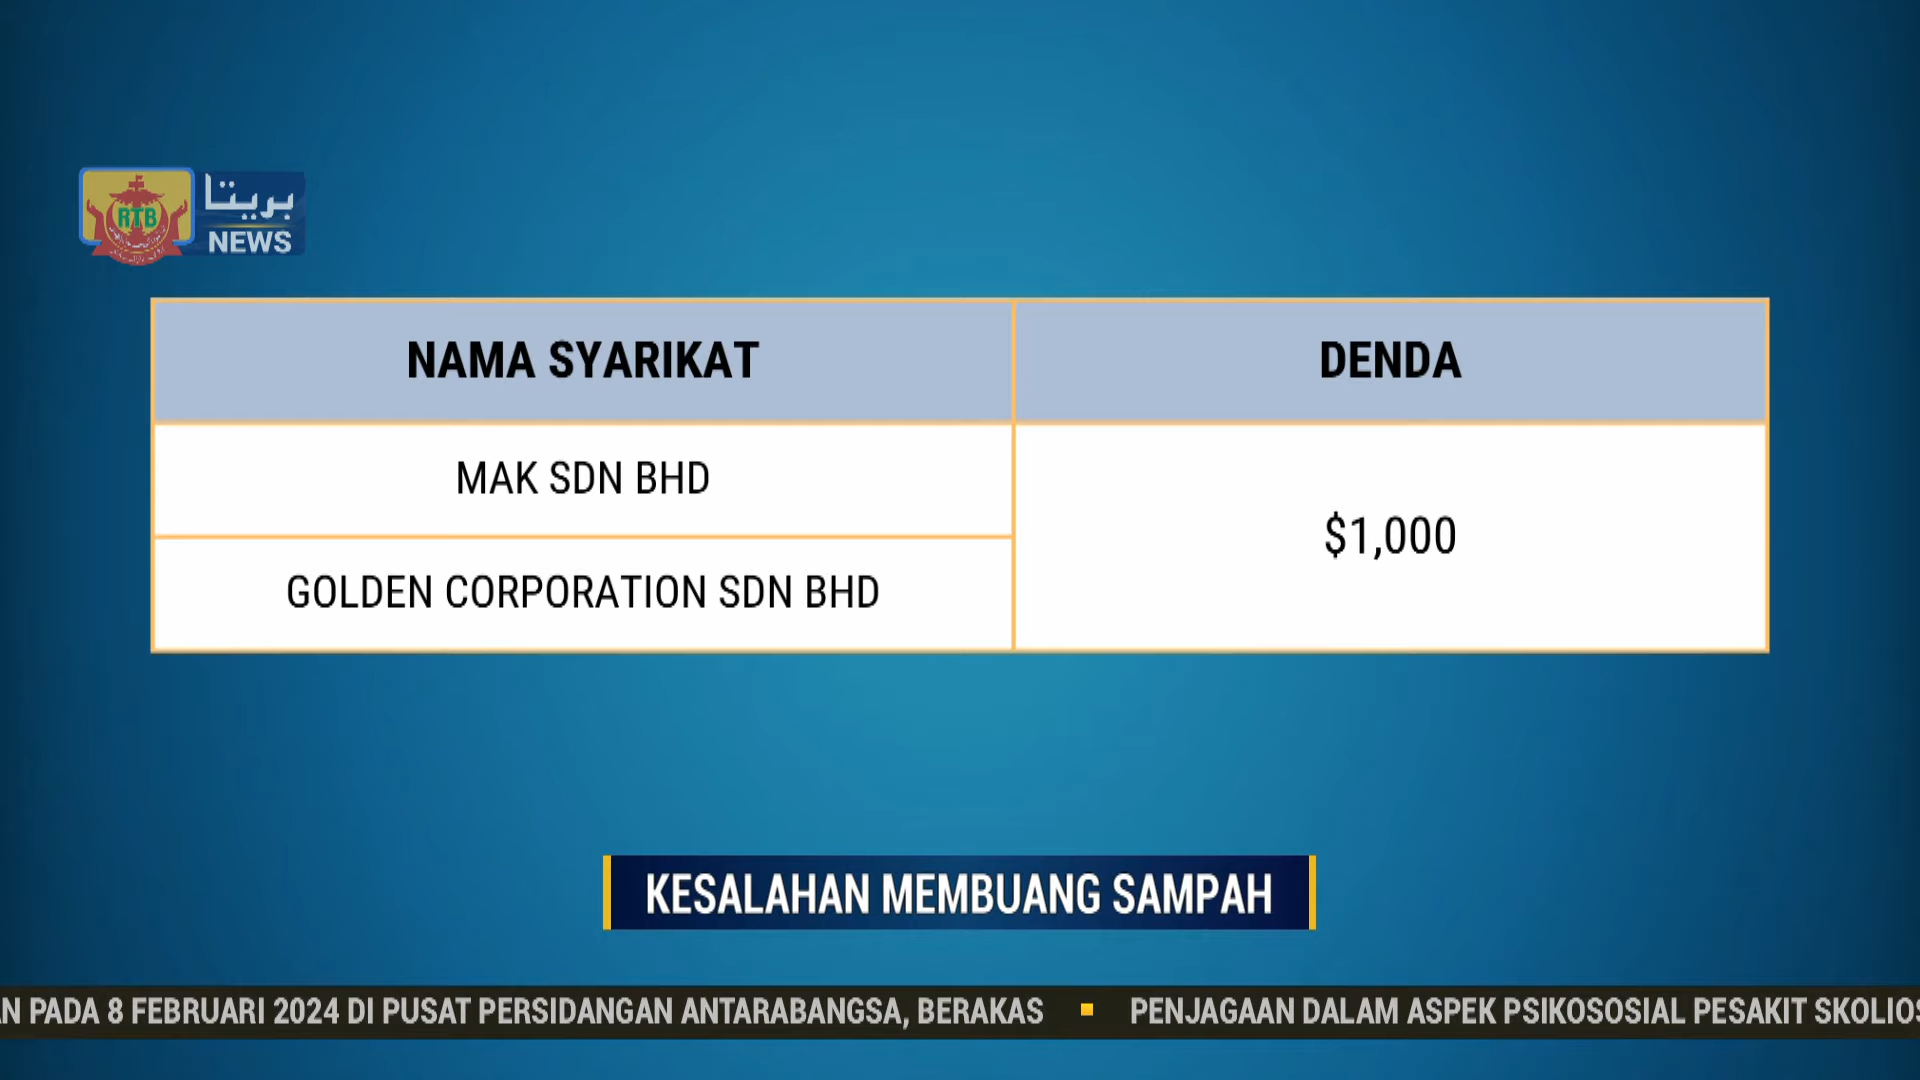 RTB
بريتا
NEWS
NAMA SYARIKAT
DENDA
MAK SDN BHD
$1,000
GOLDEN CORPORATION SDN BHD
KESALAHAN MEMBUANG SAMPAH
N PADA 8 FEBRUARI 2024 DI PUSAT PERSIDANGAN ANTARABANGSA, BERAKAS ▪ PENJAGAAN DALAM ASPEK PSIKOSOSIAL PESAKIT SKOLIOS